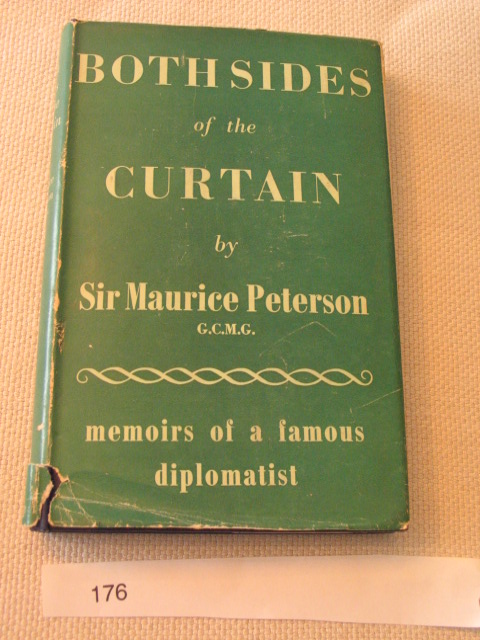 BOTH SIDES
of the
CURTAIN
by
Sir Maurice Peterson
G.C.M.G.
memoirs of a famous
diplomatist
176